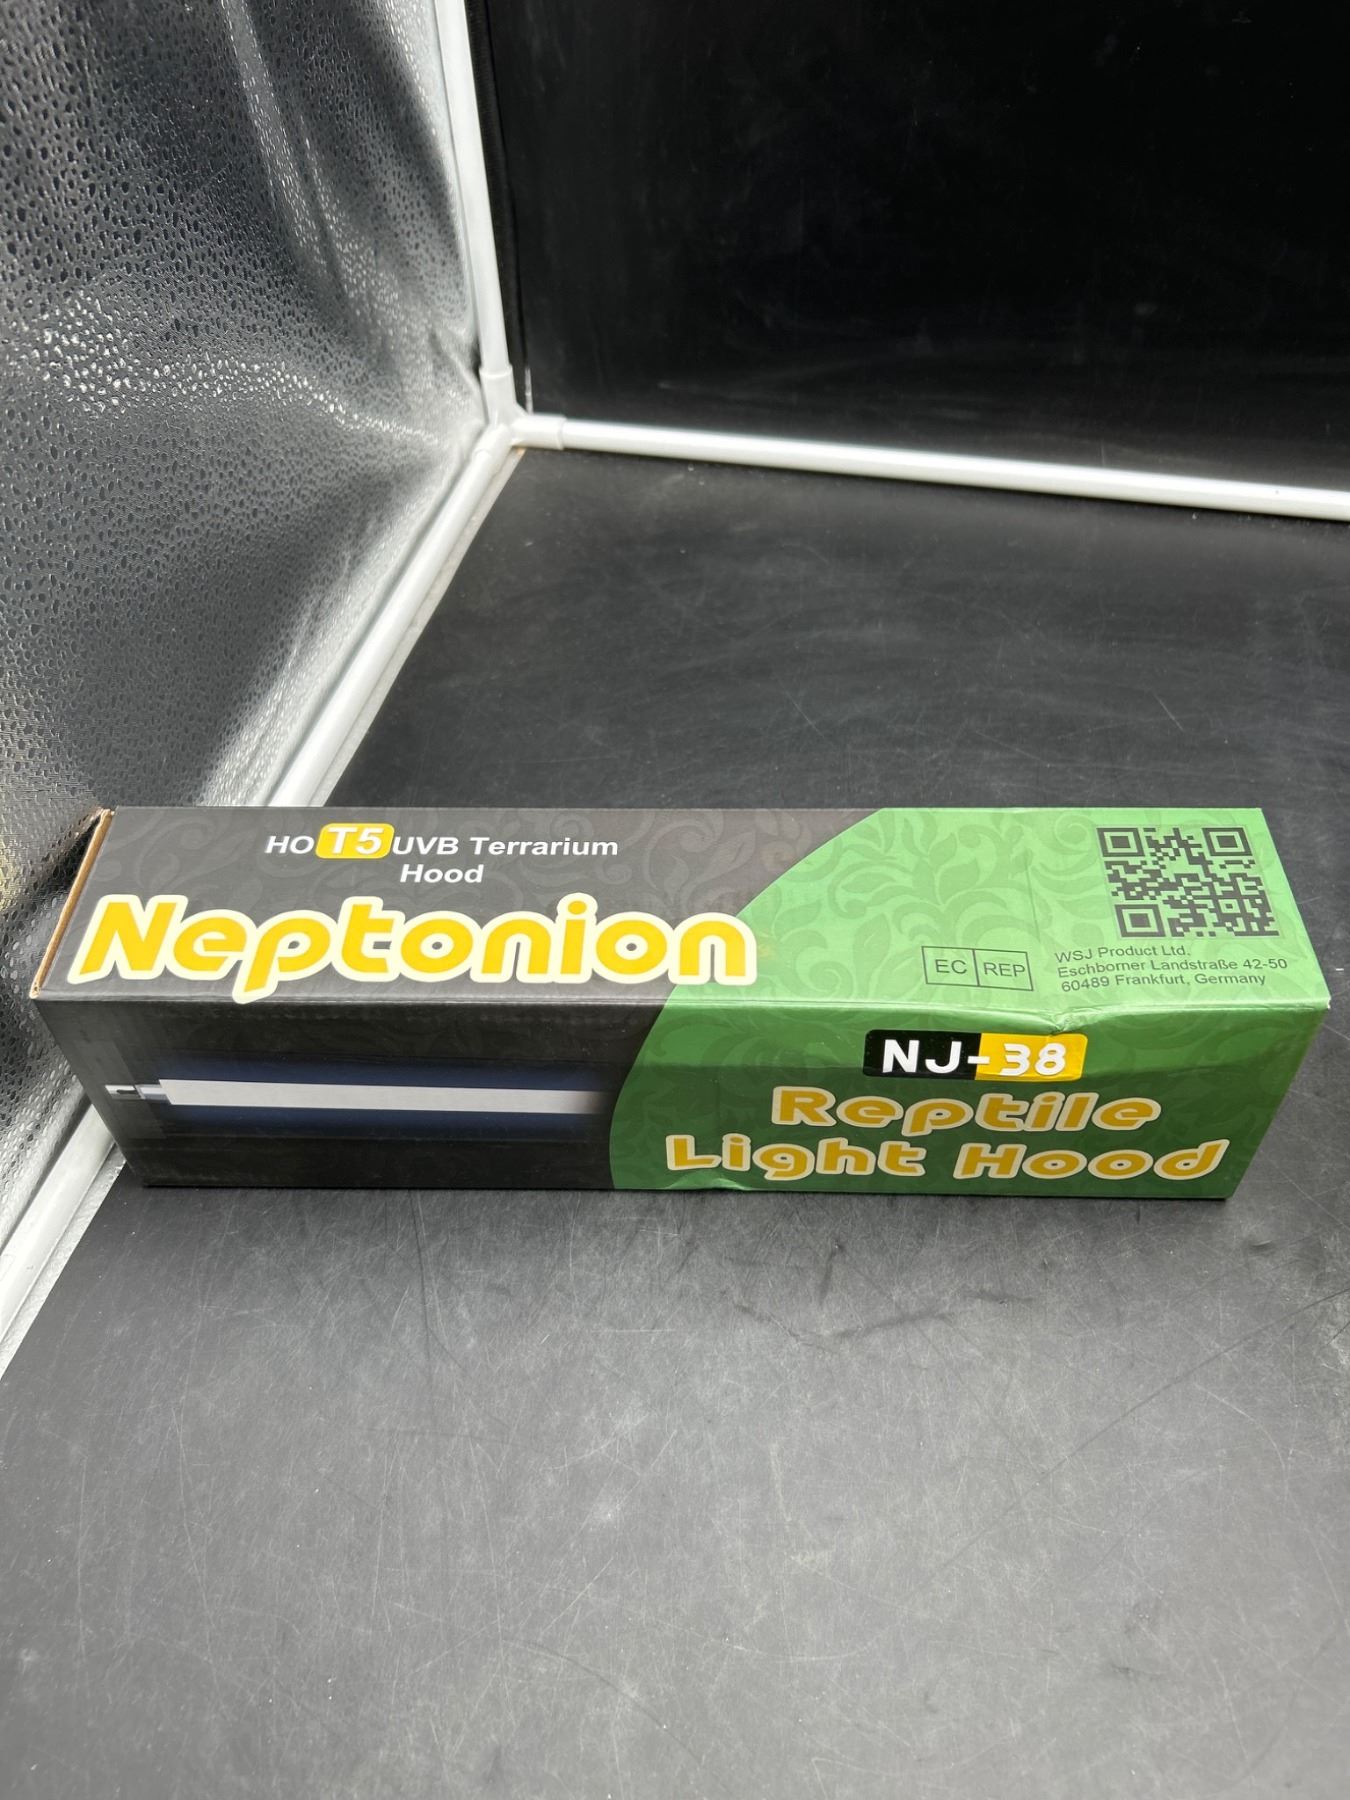 HO T5 UVB Terrarium
Hood
Neptonion
EC REP
WSJ Product Ltd.
Eschborner Landstraße 42-50
60489 Frankfurt, Germany
NJ-38
Reptile
Light Hood